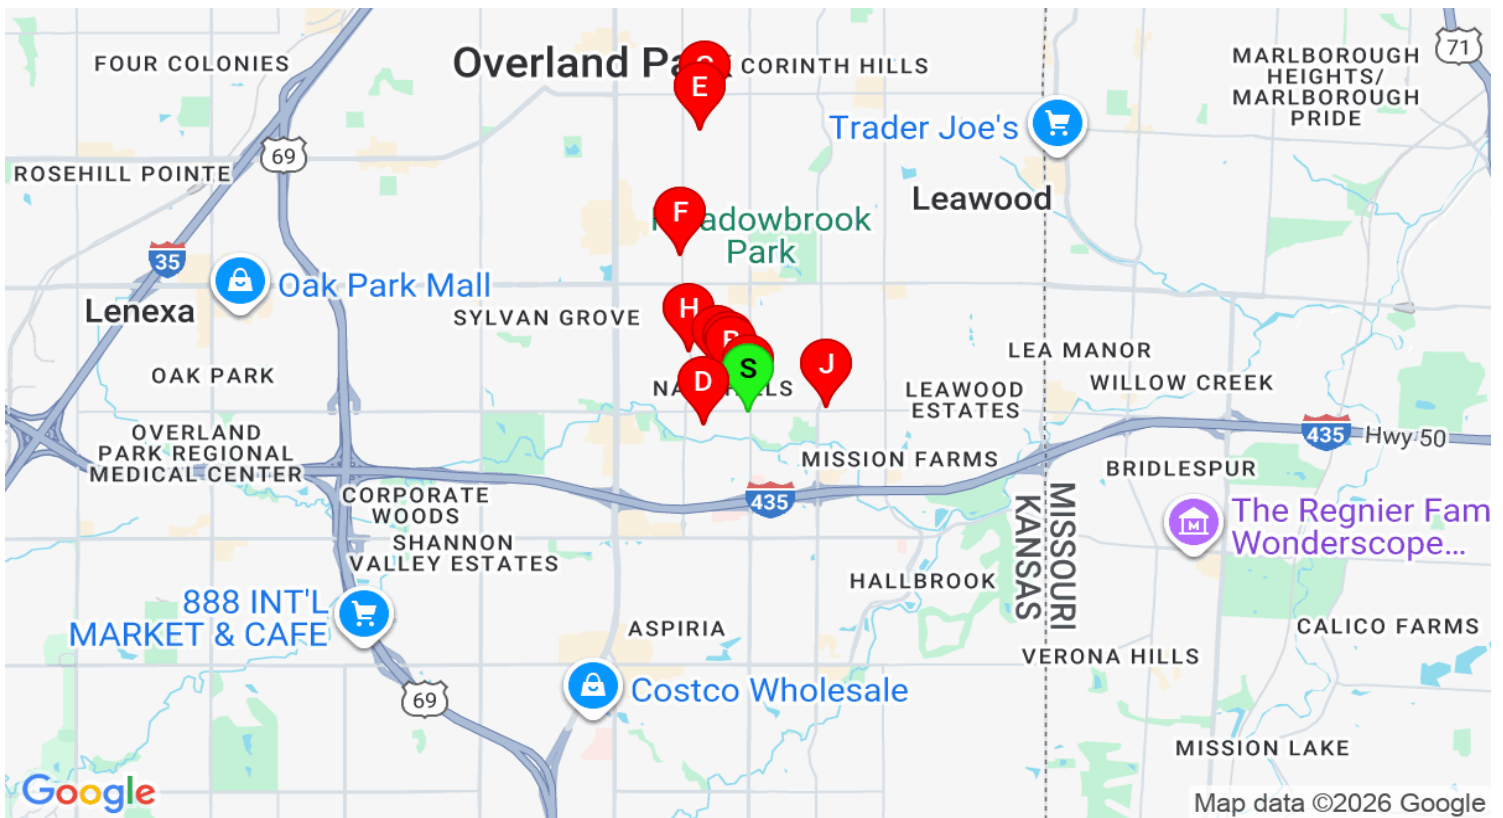 FOUR COLONIES
CORINTH HILLS
E
MARLBOROUGH
HEIGHTS/
MARLBOROUGH
PRIDE
71
Trader Joe's
69
ROSEHILL POINTE
Leawood
F
Park
35
Oak Park Mall
Lenexa
SYLVAN GROVE
H
LEA MANOR
WILLOW CREEK
OAK PARK
S
J
D
LEAWOOD
ESTATES
OVERLAND
PARK REGIONAL
MEDICAL CENTER
435
Hwy 50
MISSION FARMS
BRIDLESPUR
CORPORATE
WOODS
435
KANSAS
MISSOURI
The Regnier Fam
Wonderscope...
SHANNON
VALLEY ESTATES
HALLBROOK
888 INT'L
MARKET & CAFE
ASPIRIA
CALICO FARMS
VERONA HILLS
69
Costco Wholesale
MISSION LAKE
Google
Map data ©2026 Google